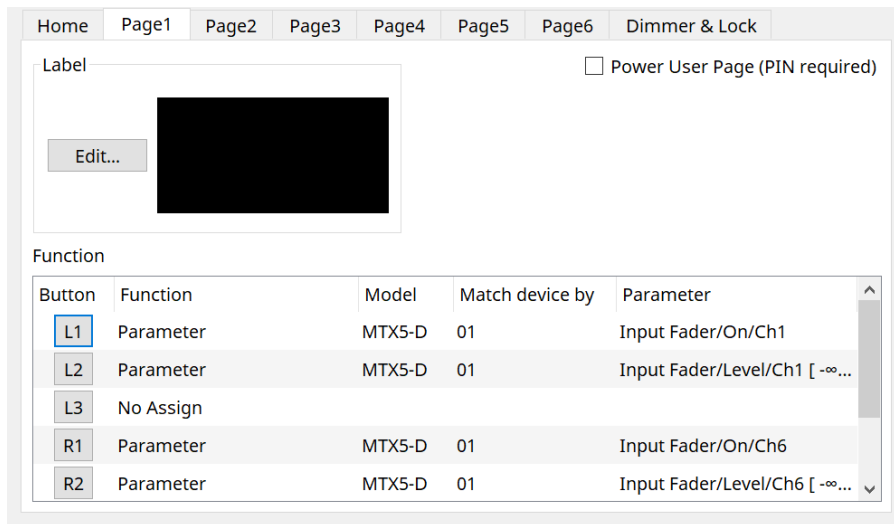 Home Page1 Page2 Page3 Page4 Page5 Page6 Dimmer & Lock
Label
Power User Page (PIN required)
Edit...
Function
Button Function Model Match device by Parameter
L1 Parameter MTX5-D 01 Input Fader/On/Ch1
L2 Parameter MTX5-D 01 Input Fader/Level/Ch1 [ -∞...
L3 No Assign
R1 Parameter MTX5-D 01 Input Fader/On/Ch6
R2 Parameter MTX5-D 01 Input Fader/Level/Ch6 [ -∞...